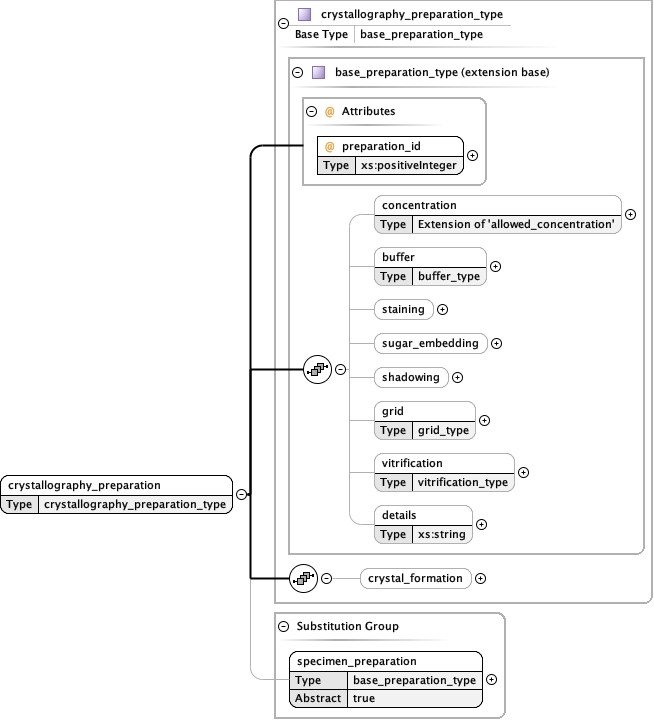 crystallography_preparation_type
Base Type base_preparation_type
base_preparation_type (extension base)
@ Attributes
@ preparation_id
Type xs:positiveInteger
concentration
Type Extension of 'allowed_concentration'
buffer
Type buffer_type
staining
sugar_embedding
shadowing
grid
Type grid_type
vitrification
Type vitrification_type
crystallography_preparation
Type crystallography_preparation_type
details
Type xs:string
crystal_formation
Substitution Group
specimen_preparation
Type base_preparation_type
Abstract true